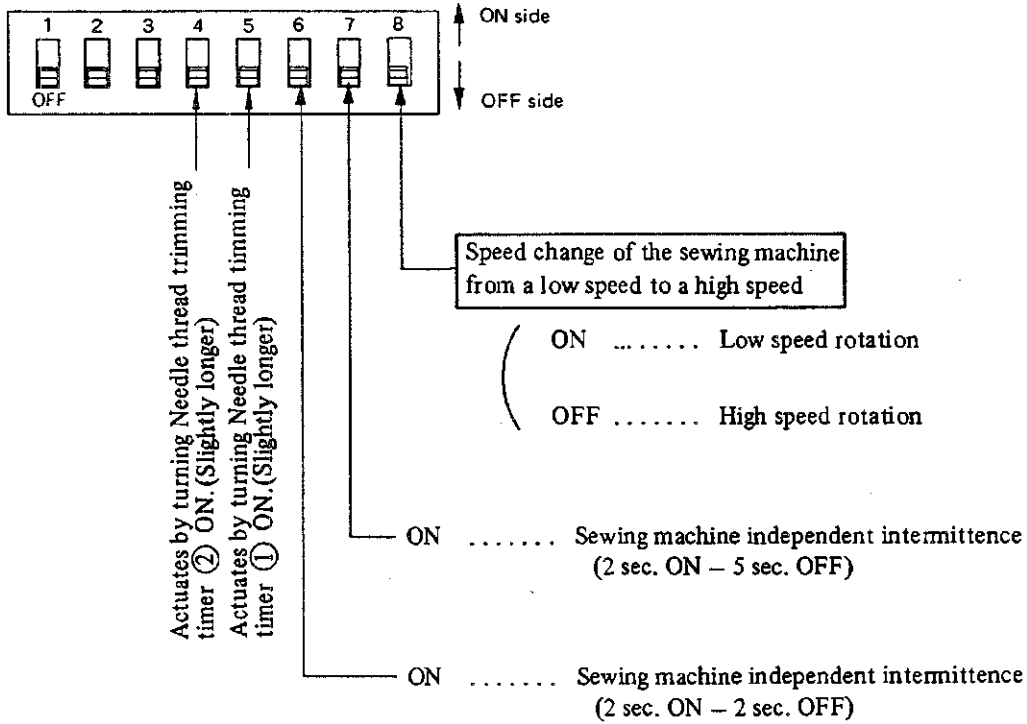 1 2 3 4 5 6 7 8
OFF
ON side
OFF side
Actuates by turning Needle thread trimming
timer ② ON.(Slightly longer)
Actuates by turning Needle thread timming
timer ① ON.(Slightly longer)
Speed change of the sewing machine
from a low speed to a high speed
ON ... ....... Low speed rotation
OFF ....... High speed rotation
ON ....... Sewing machine independent intermittence
(2 sec. ON – 5 sec. OFF)
ON ....... Sewing machine independent intermittence
(2 sec. ON – 2 sec. OFF)